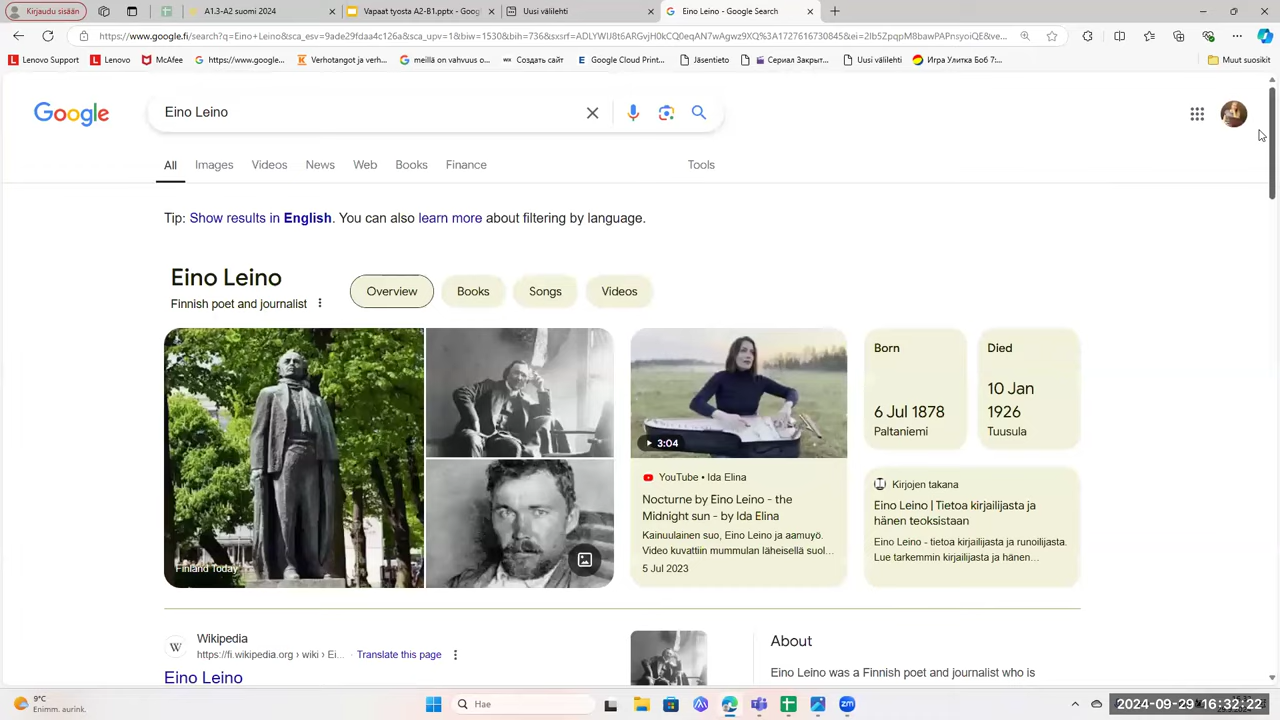 Kirjaudu sisään
A1.3-A2 suomi 2024
Vapaat tyosta A2-B1.pptx - Goog
Uusi välilehti
Eino Leino - Google Search
https://www.google.fi/search?q=Eino+Leino&sca_esv=9ade29fdaa4c126a&sca_upv=1&biw=1530&bih=736&sxsrf=
Lenovo Support
Lenovo
McAfee
https://www.google...
Verhotangot ja verh...
meillä on vahvuus o...
Создать сайт
Google Cloud Print...
Jäsentieto
Сериал Закрыт...
Uusi välilehti
Игра Улитка Боб 7:...
Muut suosikit
Google
Eino Leino
All
Images
Videos
News
Web
Books
Finance
Tools
Tip: Show results in English. You can also learn more about filtering by language.
Eino Leino
Finnish poet and journalist
Overview
Books
Songs
Videos
Finland Today
3:04
YouTube • Ida Elina
Nocturne by Eino Leino - the
Midnight sun - by Ida Elina
Kainuulainen suo, Eino Leino ja aamuyö.
Video kuvattiin mummulan läheisellä suol...
5 Jul 2023
Born
6 Jul 1878
Paltaniemi
Died
10 Jan
1926
Tuusula
Kirjojen takana
Eino Leino | Tietoa kirjailijasta ja
hänen teoksistaan
Eino Leino - tietoa kirjailijasta ja runoilijasta.
Lue tarkemmin kirjailijasta ja hänen...
W
Wikipedia
https://fi.wikipedia.org › wiki › Ei...
Translate this page
Eino Leino
About
Eino Leino was a Finnish poet and journalist who is
9°C
Enimm. aurink.
Hae
2024-09-29 16:32:22